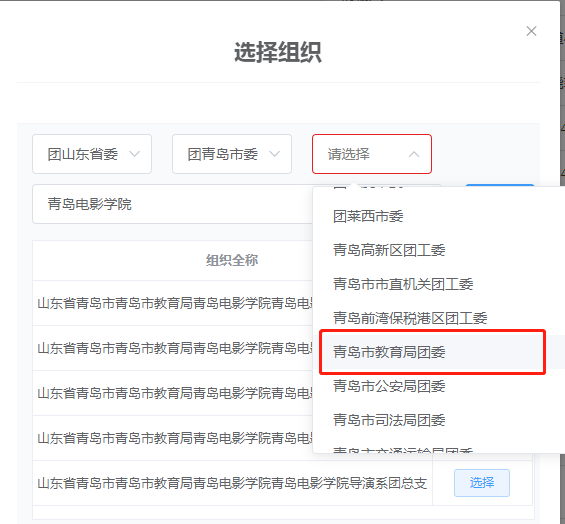 选择组织
团山东省委
团青岛市委
请选择
青岛电影学院
团莱西市委
青岛高新区团工委
青岛市市直机关团工委
青岛前湾保税港区团工委
青岛市教育局团委
青岛市公安局团委
青岛市司法局团委
青岛市交通运输局团委
组织全称
山东省青岛市青岛市教育局青岛电影学院青岛电影
山东省青岛市青岛市教育局青岛电影学院青岛电影
山东省青岛市青岛市教育局青岛电影学院青岛电影
山东省青岛市青岛市教育局青岛电影学院青岛电影
山东省青岛市青岛市教育局青岛电影学院青岛电影学院导演系团总支
选择